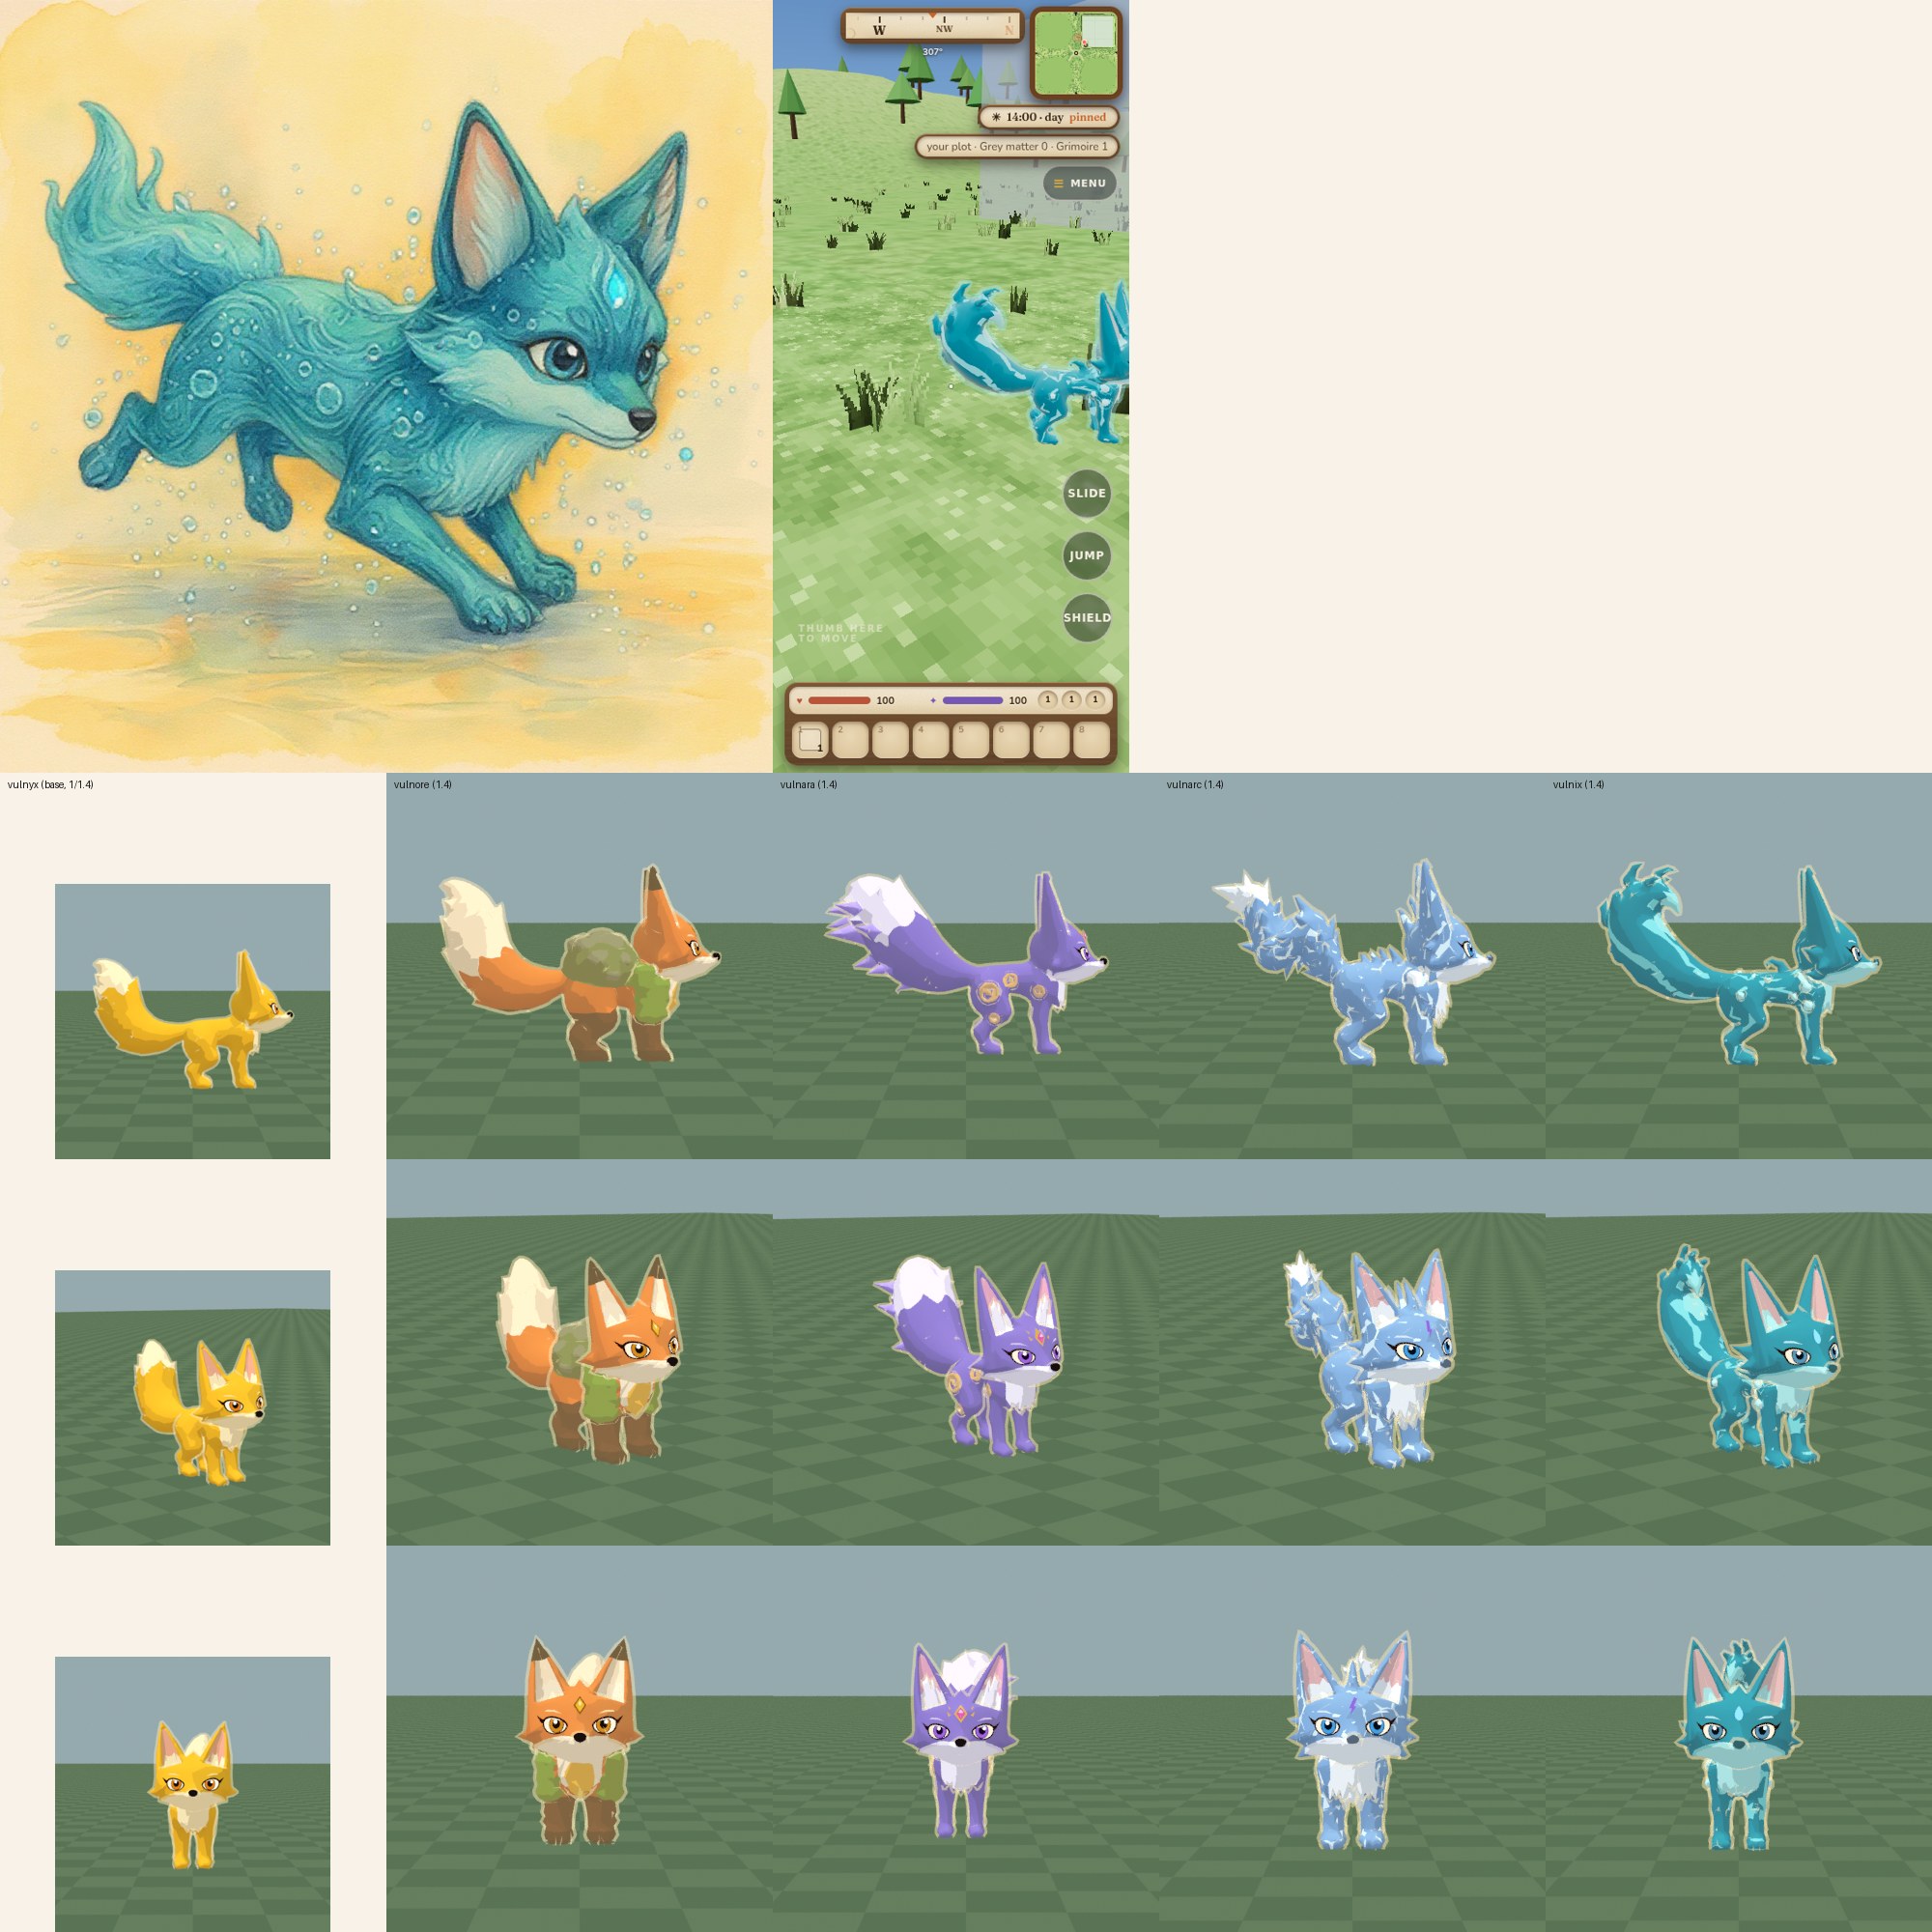 W NW N
307°
☀ 14:00 · day pinned
your plot · Grey matter 0 · Grimoire 1
≡ MENU
SLIDE
JUMP
SHIELD
THUMB HERE
TO MOVE
♥ 100 ✦ 100 1 1 1
1 1 2 3 4 5 6 7 8
vulnyx (base, 1/1.4)
vulnore (1.4)
vulnara (1.4)
vulnarc (1.4)
vulnix (1.4)